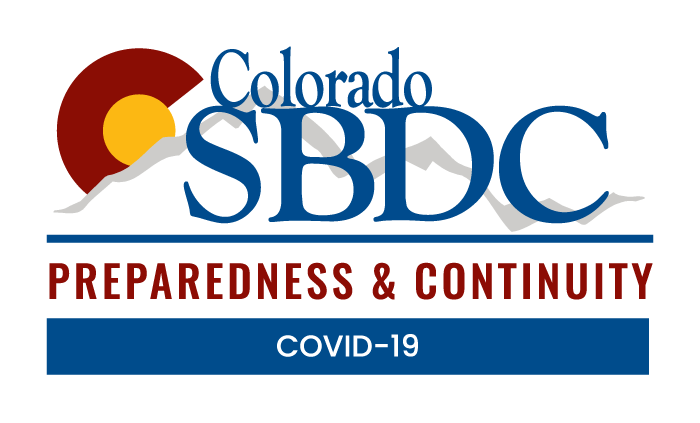 Colorado
SBDC
PREPAREDNESS & CONTINUITY
COVID-19